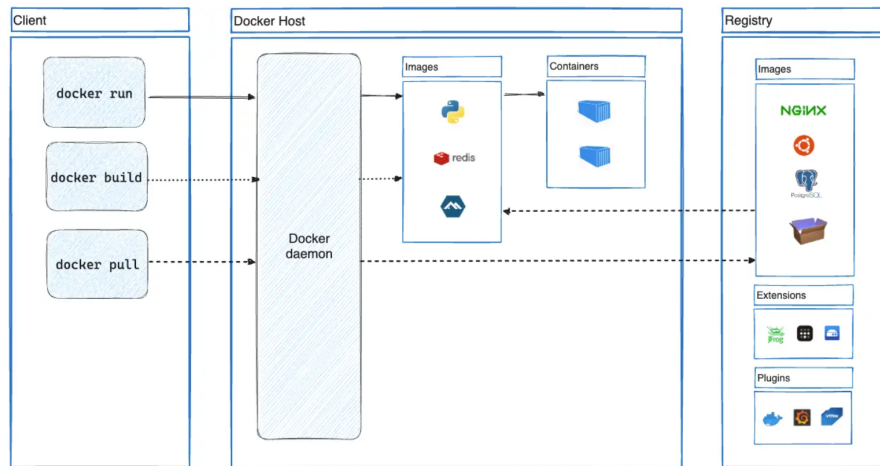 Client
Docker Host
Registry
docker run
docker build
docker pull
Docker
daemon
Images
redis
Containers
Images
NGINX
PostgreSQL
Extensions
JFrog
Plugins